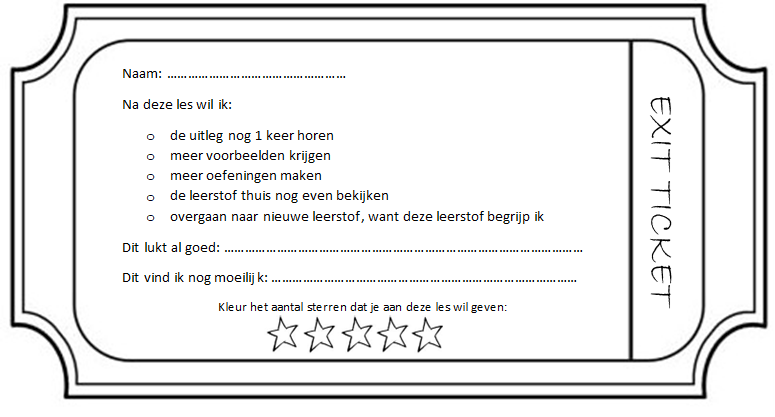 Naam: ……………………………………………
Na deze les wil ik:
o de uitleg nog 1 keer horen
o meer voorbeelden krijgen
o meer oefeningen maken
o de leerstof thuis nog even bekijken
o overgaan naar nieuwe leerstof, want deze leerstof begrijp ik
Dit lukt al goed: …………………………………………………………………………………………
Dit vind ik nog moeilijk: ……………………………………………………………………………
Kleur het aantal sterren dat je aan deze les wil geven:
EXIT TICKET